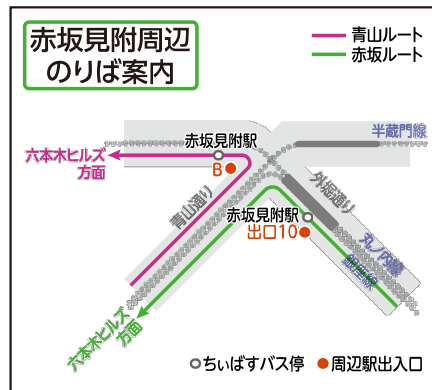 赤坂見附周辺
のりば案内
青山ルート
赤坂ルート
半蔵門線
赤坂見附駅
六本木ヒルズ
方面
B
青山通り
外堀通り
赤坂見附駅
出口10
丸ノ内線
銀座線
六本木ヒルズ
方面
ちぃばすバス停
周辺駅出入口